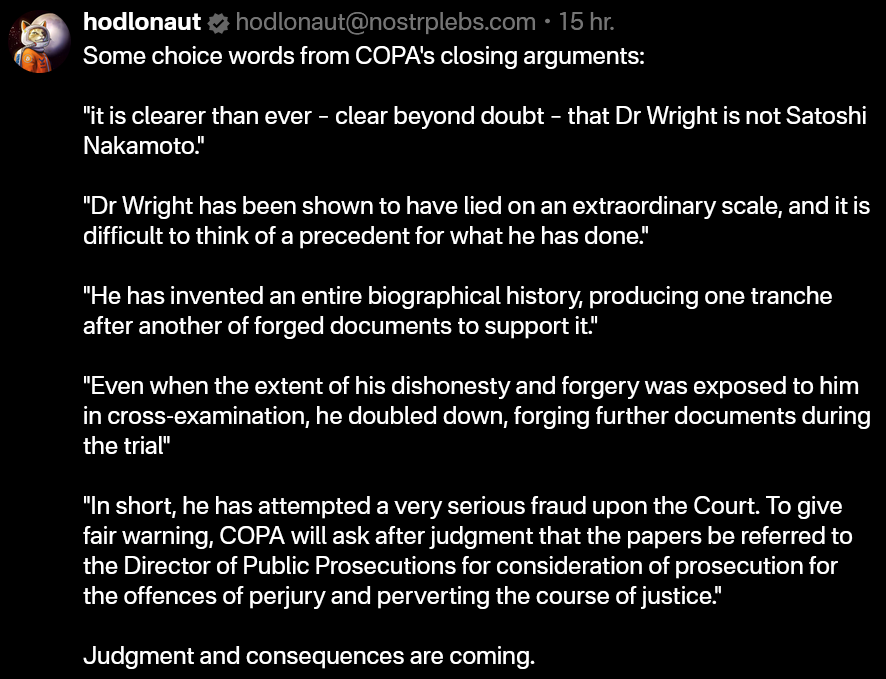 hodlonaut hodlonaut@nostrplebs.com • 15 hr.
Some choice words from COPA's closing arguments:
"it is clearer than ever – clear beyond doubt – that Dr Wright is not Satoshi
Nakamoto."
"Dr Wright has been shown to have lied on an extraordinary scale, and it is
difficult to think of a precedent for what he has done."
"He has invented an entire biographical history, producing one tranche
after another of forged documents to support it."
"Even when the extent of his dishonesty and forgery was exposed to him
in cross-examination, he doubled down, forging further documents during
the trial"
"In short, he has attempted a very serious fraud upon the Court. To give
fair warning, COPA will ask after judgment that the papers be referred to
the Director of Public Prosecutions for consideration of prosecution for
the offences of perjury and perverting the course of justice."
Judgment and consequences are coming.